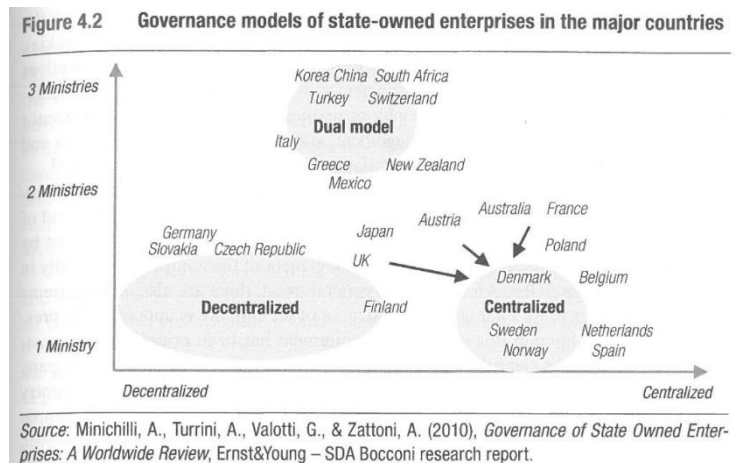 Figure 4.2 Governance models of state-owned enterprises in the major countries
3 Ministries
Korea China South Africa
Turkey Switzerland
Dual model
Italy
Greece New Zealand
Mexico
2 Ministries
Germany
Slovakia Czech Republic
Japan
UK
Austria
Australia France
Poland
Denmark Belgium
Decentralized
Finland
Centralized
Sweden Netherlands
Norway Spain
1 Ministry
Decentralized Centralized
Source: Minichilli, A., Turrini, A., Valotti, G., & Zattoni, A. (2010), Governance of State Owned Enter-
prises: A Worldwide Review, Ernst&Young – SDA Bocconi research report.